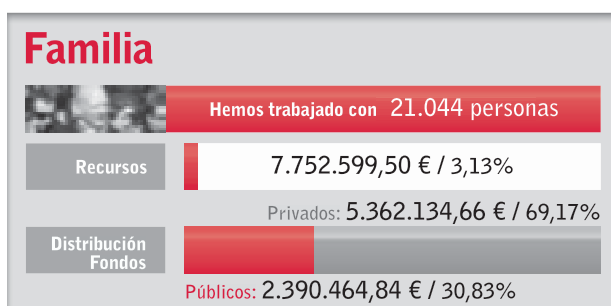 Familia
Hemos trabajado con 21.044 personas
Recursos
7.752.599,50 € / 3,13%
Privados: 5.362.134,66 € / 69,17%
Distribución
Fondos
Públicos: 2.390.464,84 € / 30,83%